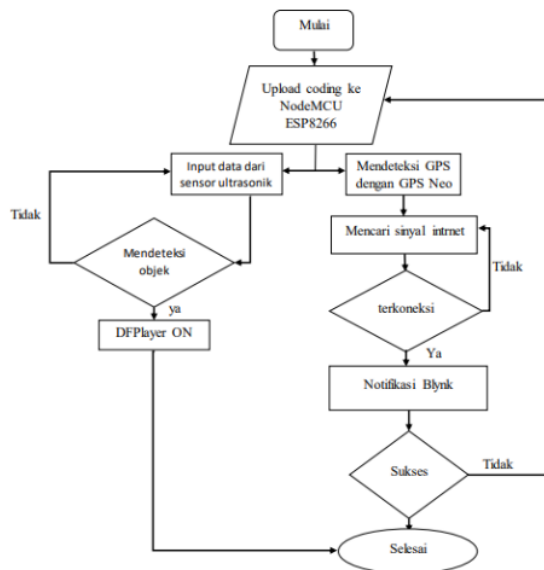 Mulai
Upload coding ke
NodeMCU
ESP8266
Input data dari
sensor ultrasonik
Mendeteksi GPS
dengan GPS Neo
Tidak
Mencari sinyal intrnet
Mendeteksi
objek
Tidak
terkoneksi
ya
DFPlayer ON
Ya
Notifikasi Blynk
Sukses
Tidak
Selesai